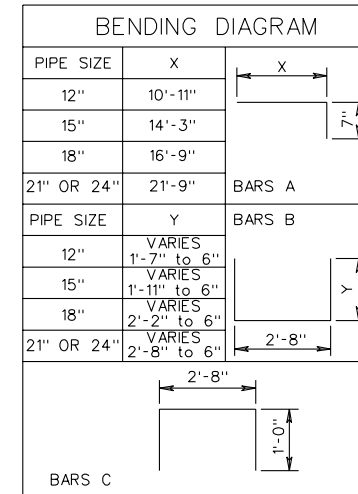 BENDING DIAGRAM
PIPE SIZE X
12" 10'-11"
15" 14'-3"
18" 16'-9"
21" OR 24" 21'-9"
X
7"
BARS A
PIPE SIZE Y
12" VARIES 1'-7" to 6"
15" VARIES 1'-11" to 6"
18" VARIES 2'-2" to 6"
21" OR 24" VARIES 2'-8" to 6"
BARS B
Y
2'-8"
2'-8"
1'-0"
BARS C